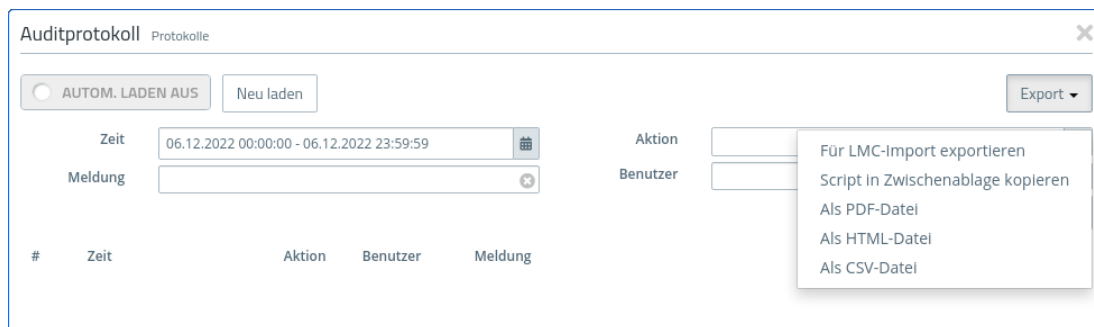 Auditprotokoll Protokolle
AUTOM. LADEN AUS Neu laden Export
Zeit 06.12.2022 00:00:00 - 06.12.2022 23:59:59 Aktion
Meldung Benutzer
Für LMC-Import exportieren
Script in Zwischenablage kopieren
Als PDF-Datei
Als HTML-Datei
Als CSV-Datei
# Zeit Aktion Benutzer Meldung